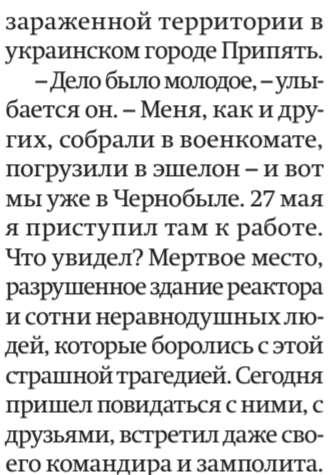 зараженной территории в
украинском городе Припять.
– Дело было молодое, – улы-
бается он. – Меня, как и дру-
гих, собрали в военкомате,
погрузили в эшелон – и вот
мы уже в Чернобыле. 27 мая
я приступил там к работе.
Что увидел? Мертвое место,
разрушенное здание реактора
и сотни неравнодушных лю-
дей, которые боролись с этой
страшной трагедией. Сегодня
пришел повидаться с ними, с
друзьями, встретил даже сво-
его командира и замполита.